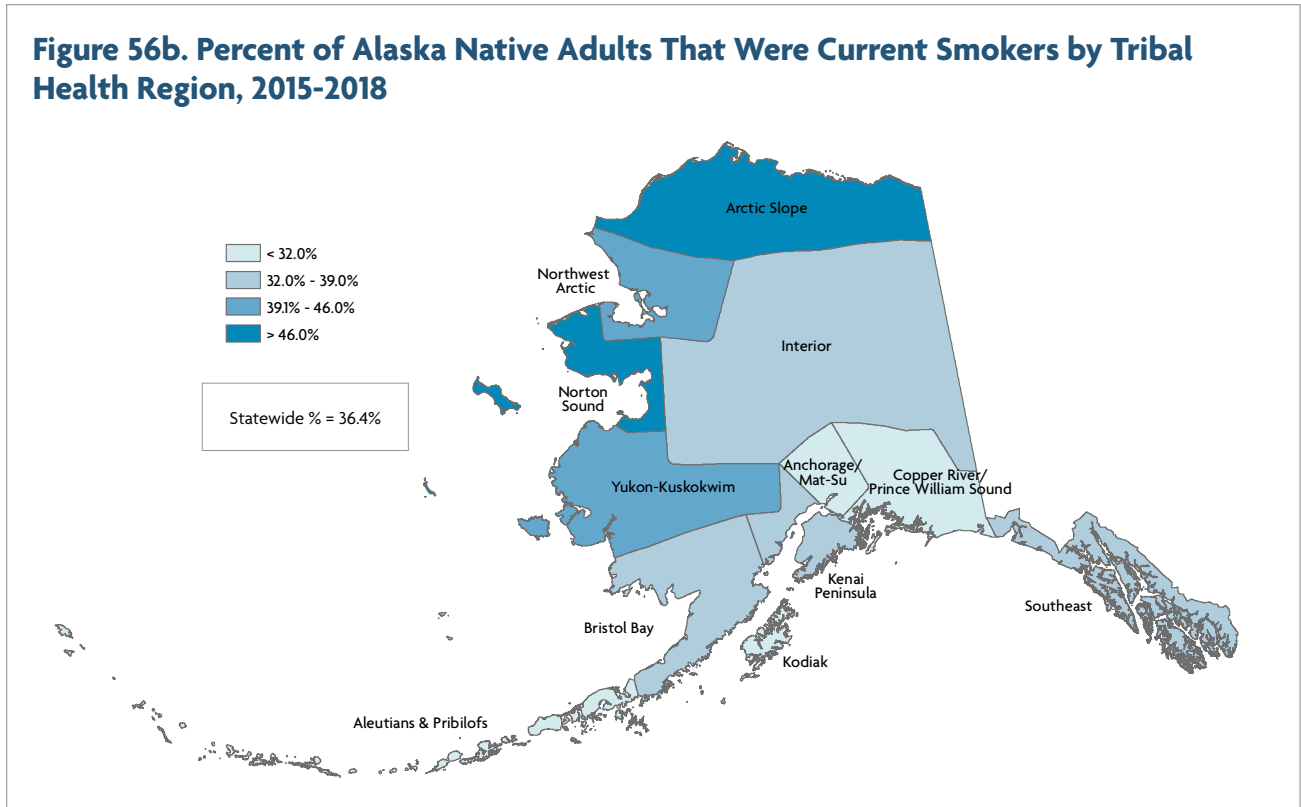 Figure 56b. Percent of Alaska Native Adults That Were Current Smokers by Tribal
Health Region, 2015-2018
< 32.0%
32.0% - 39.0%
39.1% - 46.0%
> 46.0%
Statewide % = 36.4%
Arctic Slope
Northwest
Arctic
Interior
Norton
Sound
Yukon-Kuskokwim
Anchorage/
Mat-Su
Copper River/
Prince William Sound
Kenai
Peninsula
Southeast
Bristol Bay
Kodiak
Aleutians & Pribilofs